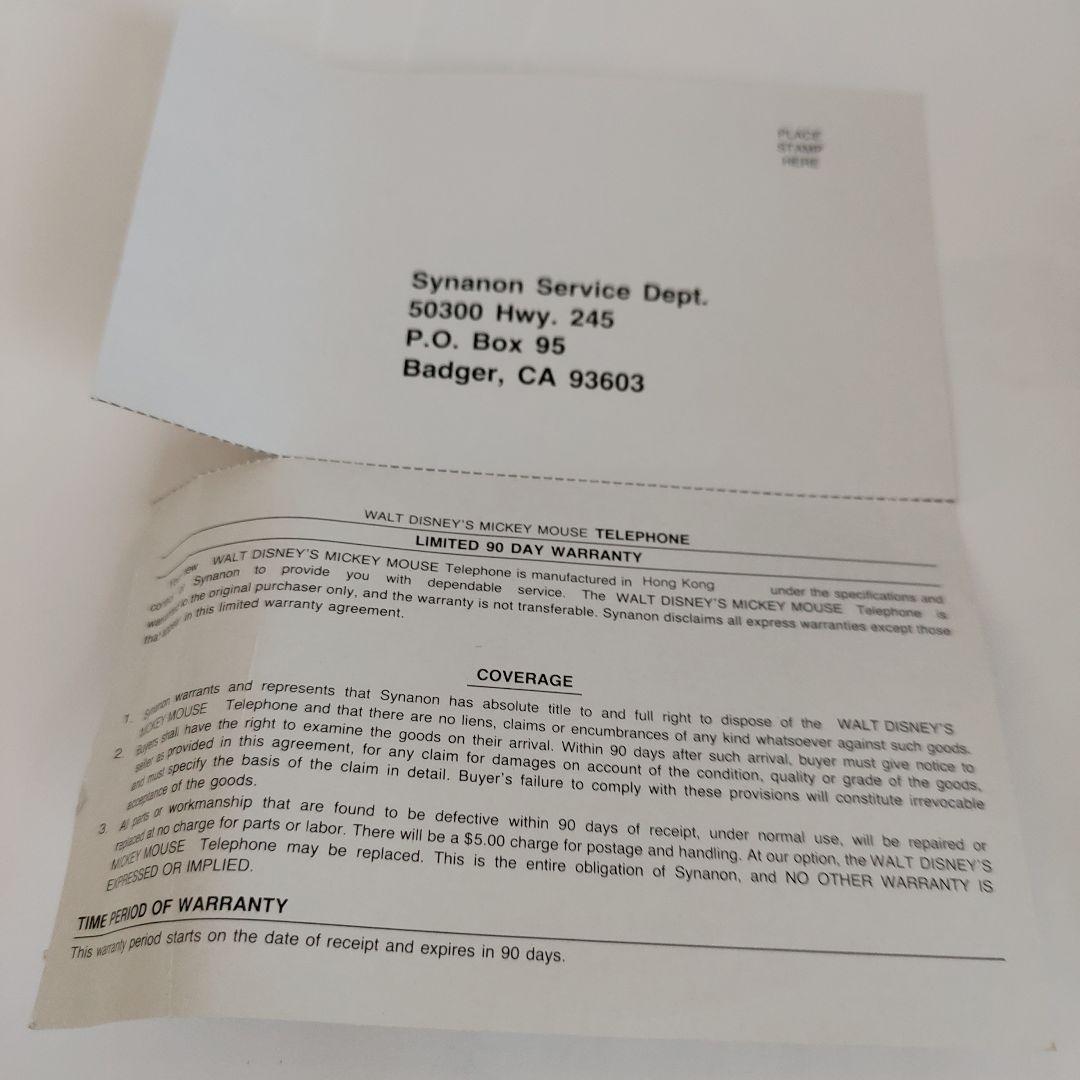 PLACE
STAMP
HERE
Synanon Service Dept.
50300 Hwy. 245
P.O. Box 95
Badger, CA 93603
WALT DISNEY'S MICKEY MOUSE TELEPHONE
LIMITED 90 DAY WARRANTY
new WALT DISNEY'S MICKEY MOUSE Telephone is manufactured in Hong Kong under the specifications and
Synanon to provide you with dependable service. The WALT DISNEY'S MICKEY MOUSE Telephone is
to the original purchaser only, and the warranty is not transferable. Synanon disclaims all express warranties except those
in this limited warranty agreement.
COVERAGE
1. Synanon warrants and represents that Synanon has absolute title to and full right to dispose of the WALT DISNEY'S
MICKEY MOUSE Telephone and that there are no liens, claims or encumbrances of any kind whatsoever against such goods.
2. Buyers shall have the right to examine the goods on their arrival. Within 90 days after such arrival, buyer must give notice to
seller as provided in this agreement, for any claim for damages on account of the condition, quality or grade of the goods,
and must specify the basis of the claim in detail. Buyer's failure to comply with these provisions will constitute irrevocable
acceptance of the goods.
3. All parts or workmanship that are found to be defective within 90 days of receipt, under normal use, will be repaired or
replaced at no charge for parts or labor. There will be a $5.00 charge for postage and handling. At our option, the WALT DISNEY'S
MICKEY MOUSE Telephone may be replaced. This is the entire obligation of Synanon, and NO OTHER WARRANTY IS
EXPRESSED OR IMPLIED.
TIME PERIOD OF WARRANTY
This warranty period starts on the date of receipt and expires in 90 days.